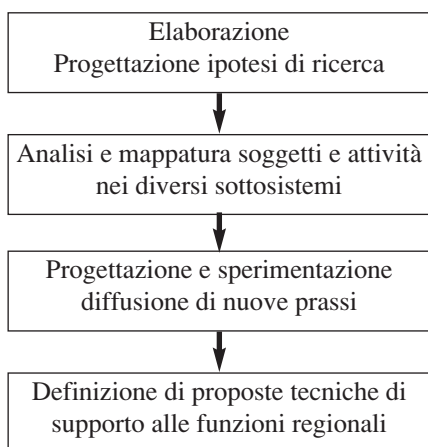 Elaborazione
Progettazione ipotesi di ricerca
Analisi e mappatura soggetti e attività
nei diversi sottosistemi
Progettazione e sperimentazione
diffusione di nuove prassi
Definizione di proposte tecniche di
supporto alle funzioni regionali